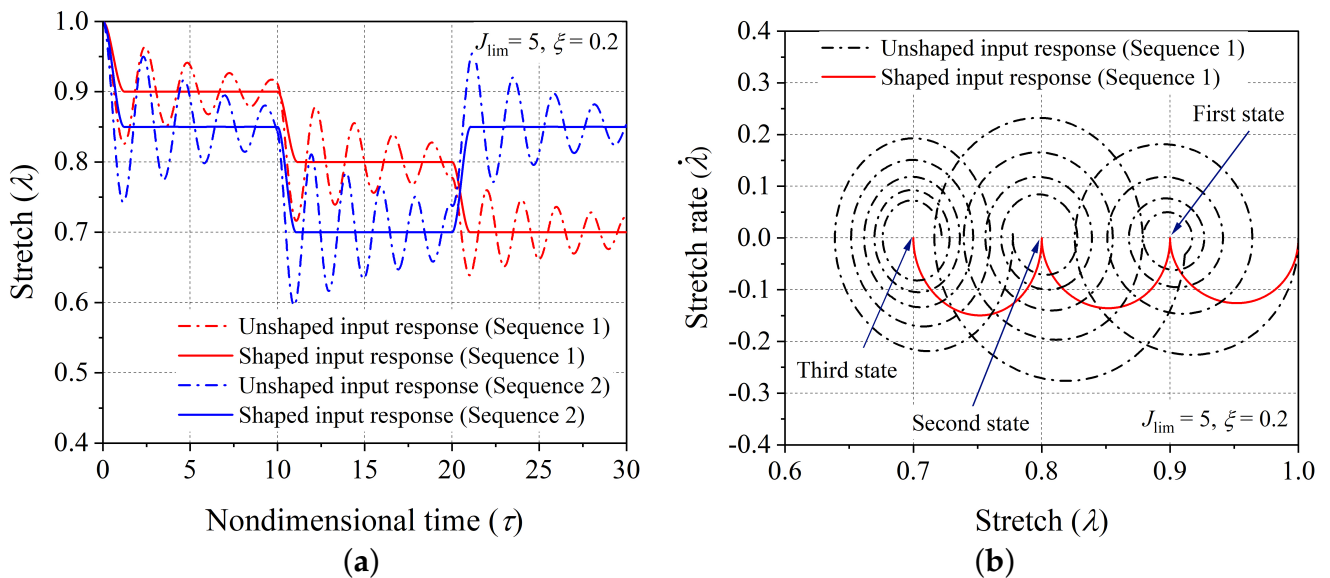 1.0
0.9
0.8
0.7
0.6
0.5
0.4
Stretch (λ)
J_lim = 5, ξ = 0.2
Unshaped input response (Sequence 1)
Shaped input response (Sequence 1)
Unshaped input response (Sequence 2)
Shaped input response (Sequence 2)
0 5 10 15 20 25 30
Nondimensional time (τ)
(a)
0.4
0.3
0.2
0.1
0.0
-0.1
-0.2
-0.3
-0.4
Stretch rate (λ̇)
Unshaped input response (Sequence 1)
Shaped input response (Sequence 1)
First state
Third state
Second state
J_lim = 5, ξ = 0.2
0.6 0.7 0.8 0.9 1.0
Stretch (λ)
(b)